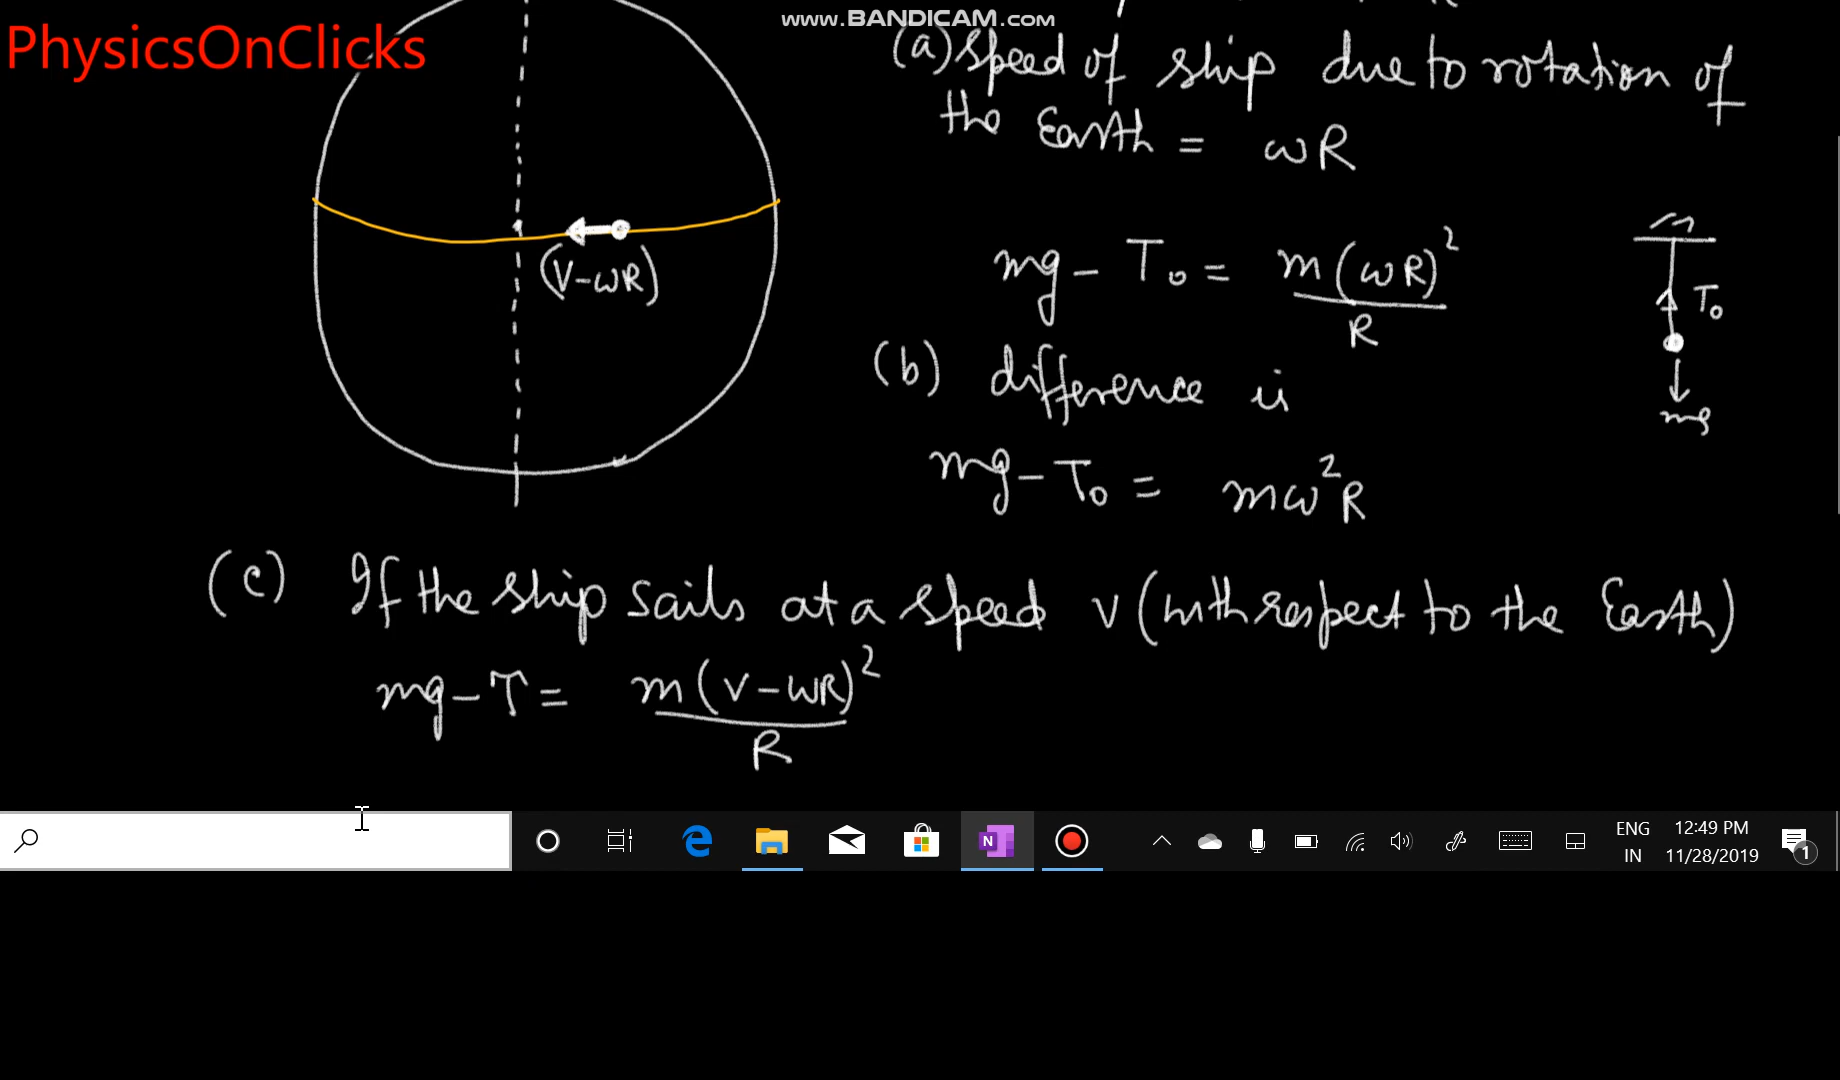 www.BANDICAM.com
PhysicsOnClicks
(a) speed of ship due to rotation of
the Earth = ωR
(V-ωR)
mg - T₀ = m(ωR)²/R
T₀
mg
(b) difference is
mg - T₀ = mω²R
(c) If the ship sails at a speed v (with respect to the Earth)
mg - T = m(v-ωR)²/R
ENG
IN
12:49 PM
11/28/2019
1